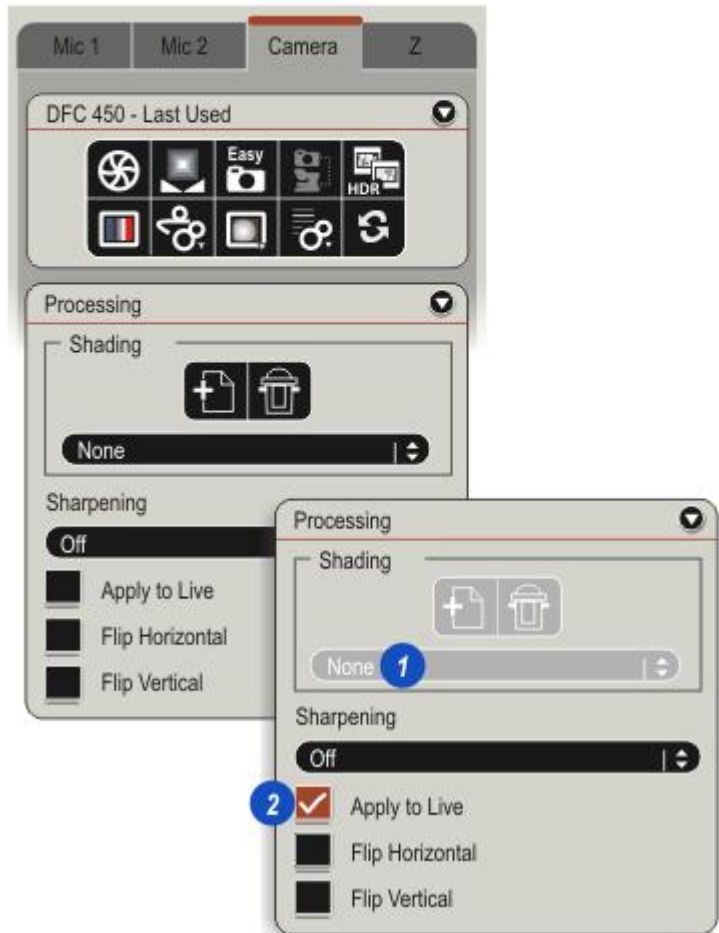 Mic 1 Mic 2 Camera Z
DFC 450 - Last Used
Easy
HDR
Processing
Shading
None
Sharpening
Off
Apply to Live
Flip Horizontal
Flip Vertical
Processing
Shading
None 1
Sharpening
Off
2 Apply to Live
Flip Horizontal
Flip Vertical